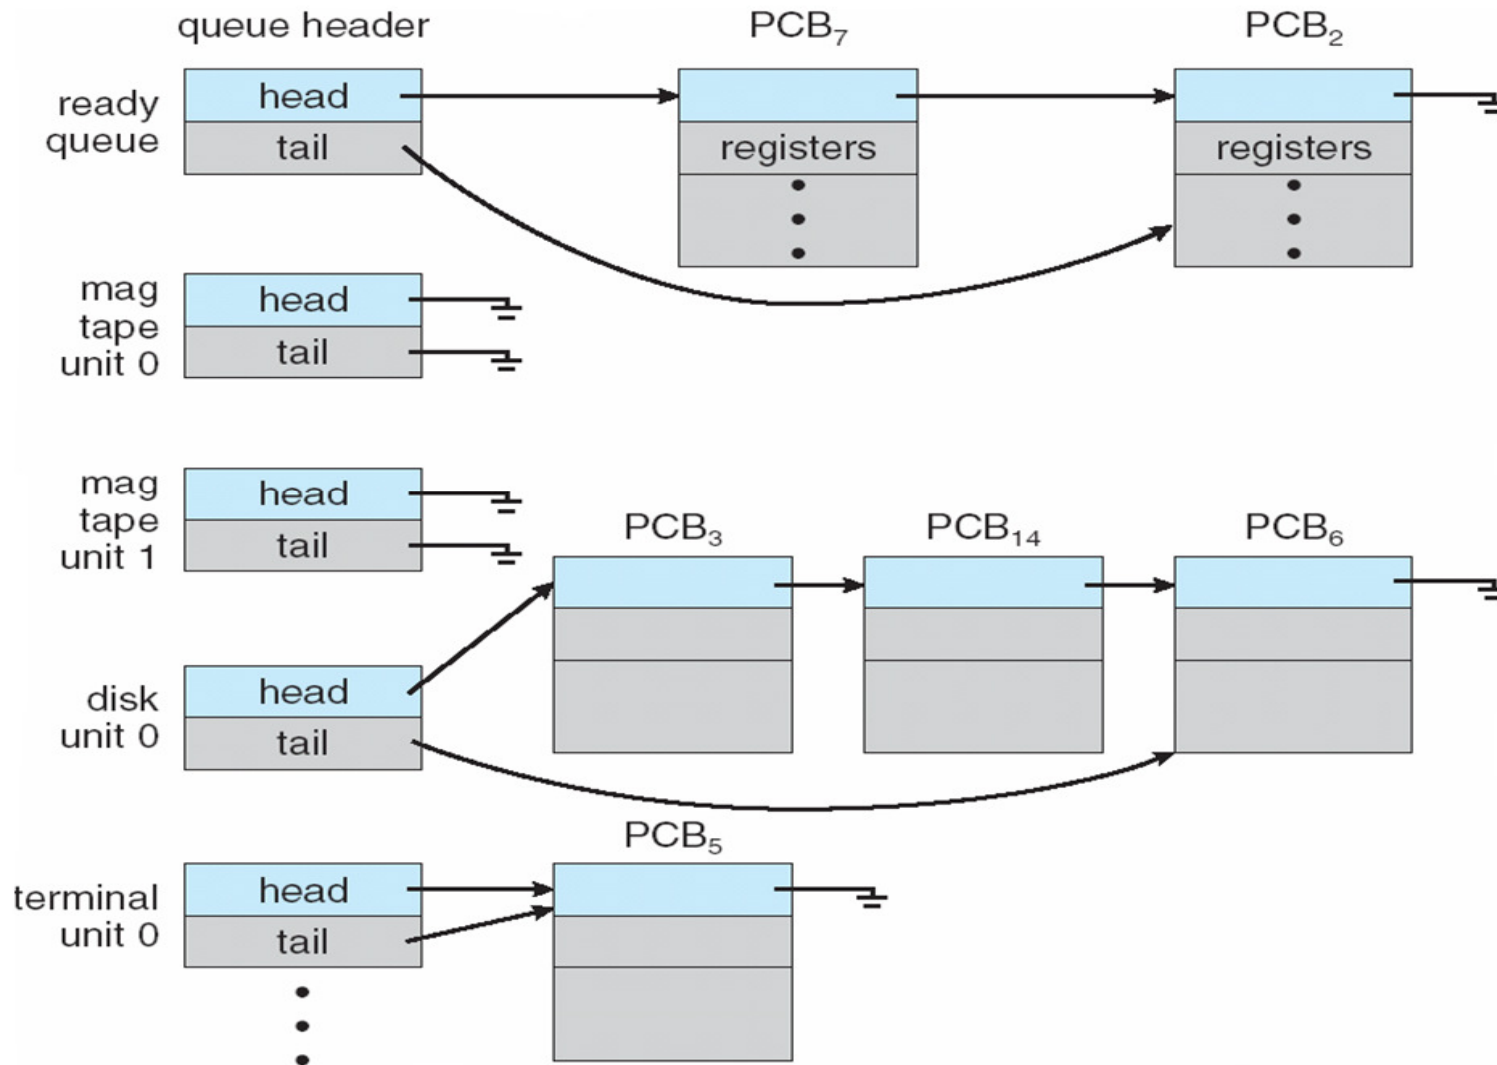 queue header
PCB₇
PCB₂
ready
queue
head
tail
registers
registers
mag
tape
unit 0
head
tail
mag
tape
unit 1
head
tail
PCB₃
PCB₁₄
PCB₆
disk
unit 0
head
tail
PCB₅
terminal
unit 0
head
tail